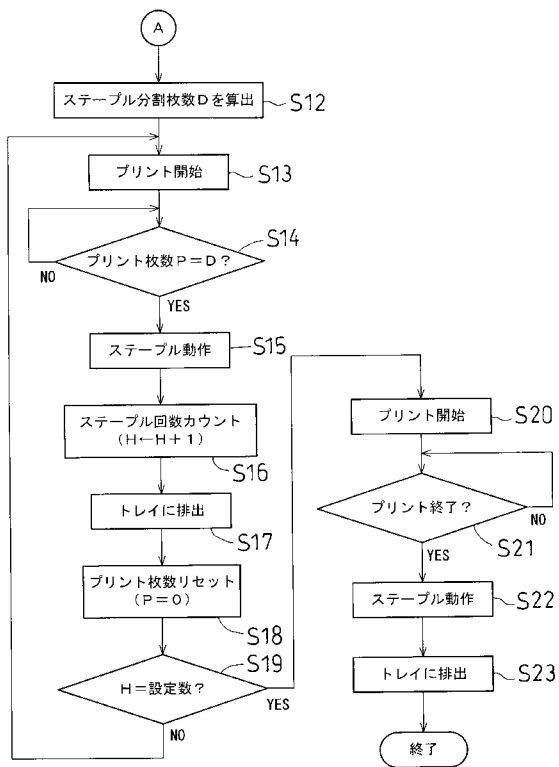 A
ステープル分割枚数Dを算出
S12
プリント開始
S13
プリント枚数P=D?
S14
NO
YES
ステープル動作
S15
ステープル回数カウント
(H←H+1)
S16
トレイに排出
S17
プリント枚数リセット
(P=0)
S18
H=設定数?
S19
YES
NO
プリント開始
S20
プリント終了?
NO
S21
YES
ステープル動作
S22
トレイに排出
S23
終了